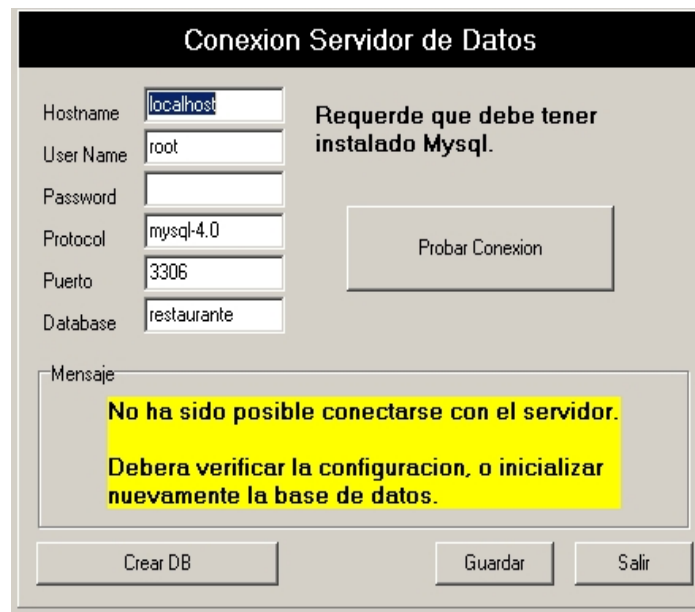 Conexion Servidor de Datos
Hostname localhost
User Name root
Password
Protocol mysql-4.0
Puerto 3306
Database restaurante
Requerde que debe tener
instalado Mysql.
Probar Conexion
Mensaje
No ha sido posible conectarse con el servidor.
Debera verificar la configuracion, o inicializar
nuevamente la base de datos.
Crear DB
Guardar
Salir